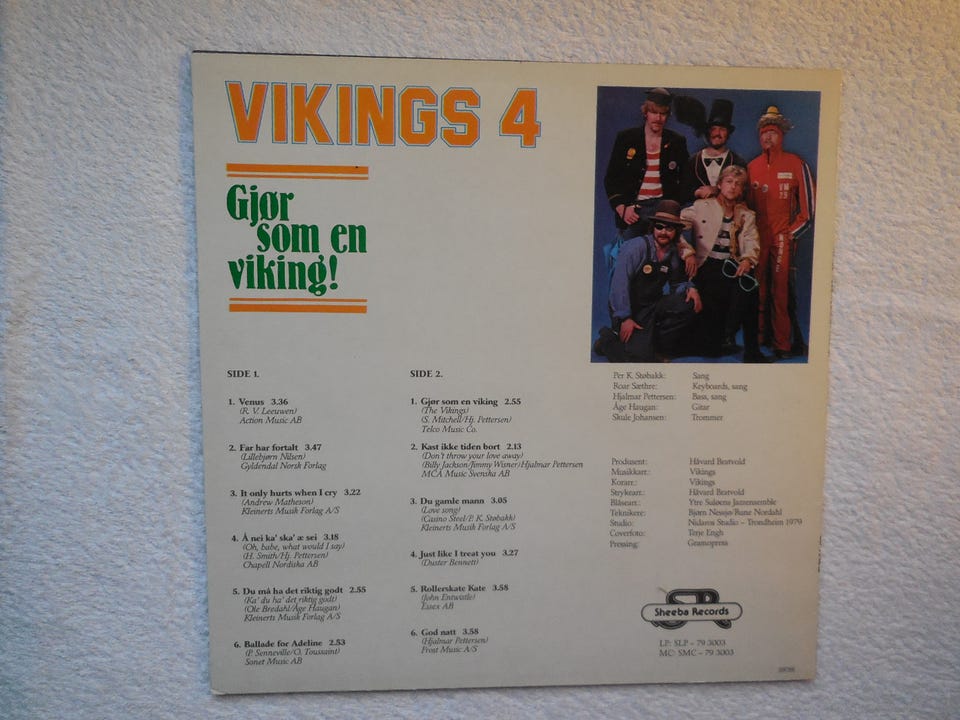 VIKINGS 4
Gjør
som en
viking!
SIDE 1.
1. Venus 3.36
(R. V. Leeuwen)
Action Music AB
2. Far har fortalt 3.47
(Lillebjørn Nilsen)
Gyldendal Norsk Forlag
3. It only hurts when I cry 3.22
(Andrew Matheson)
Kleinerts Musik Forlag A/S
4. Å nei ka' ska' æ sei 3.18
(Oh, babe, what would I say)
(H. Smith/Hj. Pettersen)
Chapell Nordiska AB
5. Du må ha det riktig godt 2.55
(Ka' du ha' det riktig godt)
(Ole Bredahl/Åge Haugan)
Kleinerts Musik Forlag A/S
6. Ballade for Adeline 2.53
(P. Senneville/O. Toussaint)
Sonet Music AB
SIDE 2.
1. Gjør som en viking 2.55
(The Vikings)
(S. Mitchell/Hj. Pettersen)
Telco Music Co.
2. Kast ikke tiden bort 2.13
(Don't throw your love away)
(Billy Jackson/Jimmy Wisner)Hjalmar Pettersen
MCA Music Svenska AB
3. Du gamle mann 3.05
(Love song)
(Casino Steel/P. K. Støbakk)
Kleinerts Musik Forlag A/S
4. Just like I treat you 3.27
(Duster Bennett)
5. Rollerskate Kate 3.58
(John Entwistle)
Essex AB
6. God natt 3.58
(Hjalmar Pettersen)
Frost Music A/S
Per K. Støbakk: Sang
Roar Sæthre: Keyboards, sang
Hjalmar Pettersen: Bass, sang
Åge Haugan: Gitar
Skule Johansen: Trommer
Produsent: Håvard Bratvold
Musikkarr.: Vikings
Korarr.: Vikings
Strykearr.: Håvard Bratvold
Blåsearr.: Ytre Suløens Jazzensemble
Teknikere: Bjørn Nessjø/Rune Nordahl
Studio: Nidaros Studio – Trondheim 1979
Coverfoto: Terje Engh
Pressing: Gramopress
Sheeba Records
LP: SLP – 79 3003
MC: SMC – 79 3003